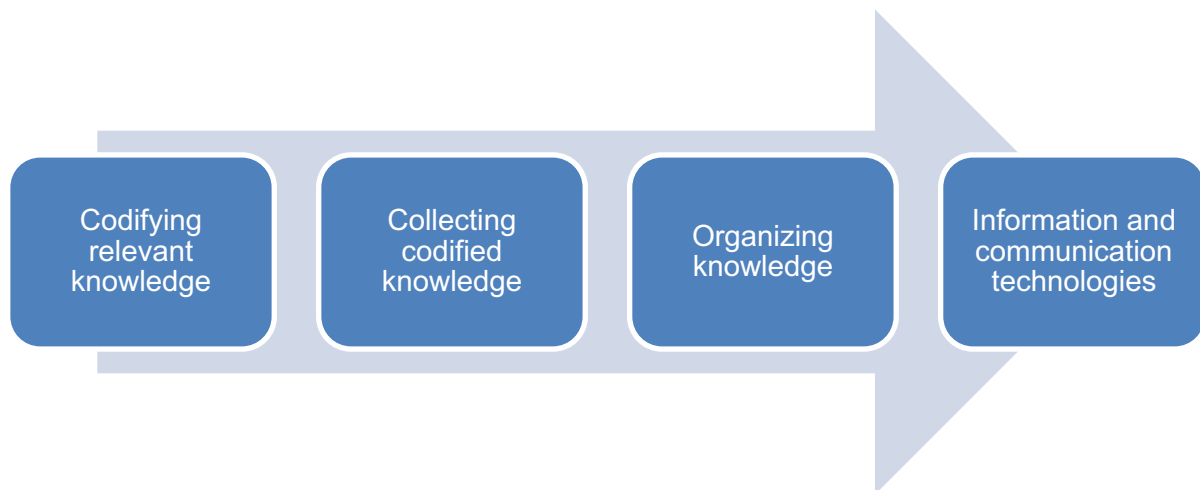 Codifying
relevant
knowledge
Collecting
codified
knowledge
Organizing
knowledge
Information and
communication
technologies